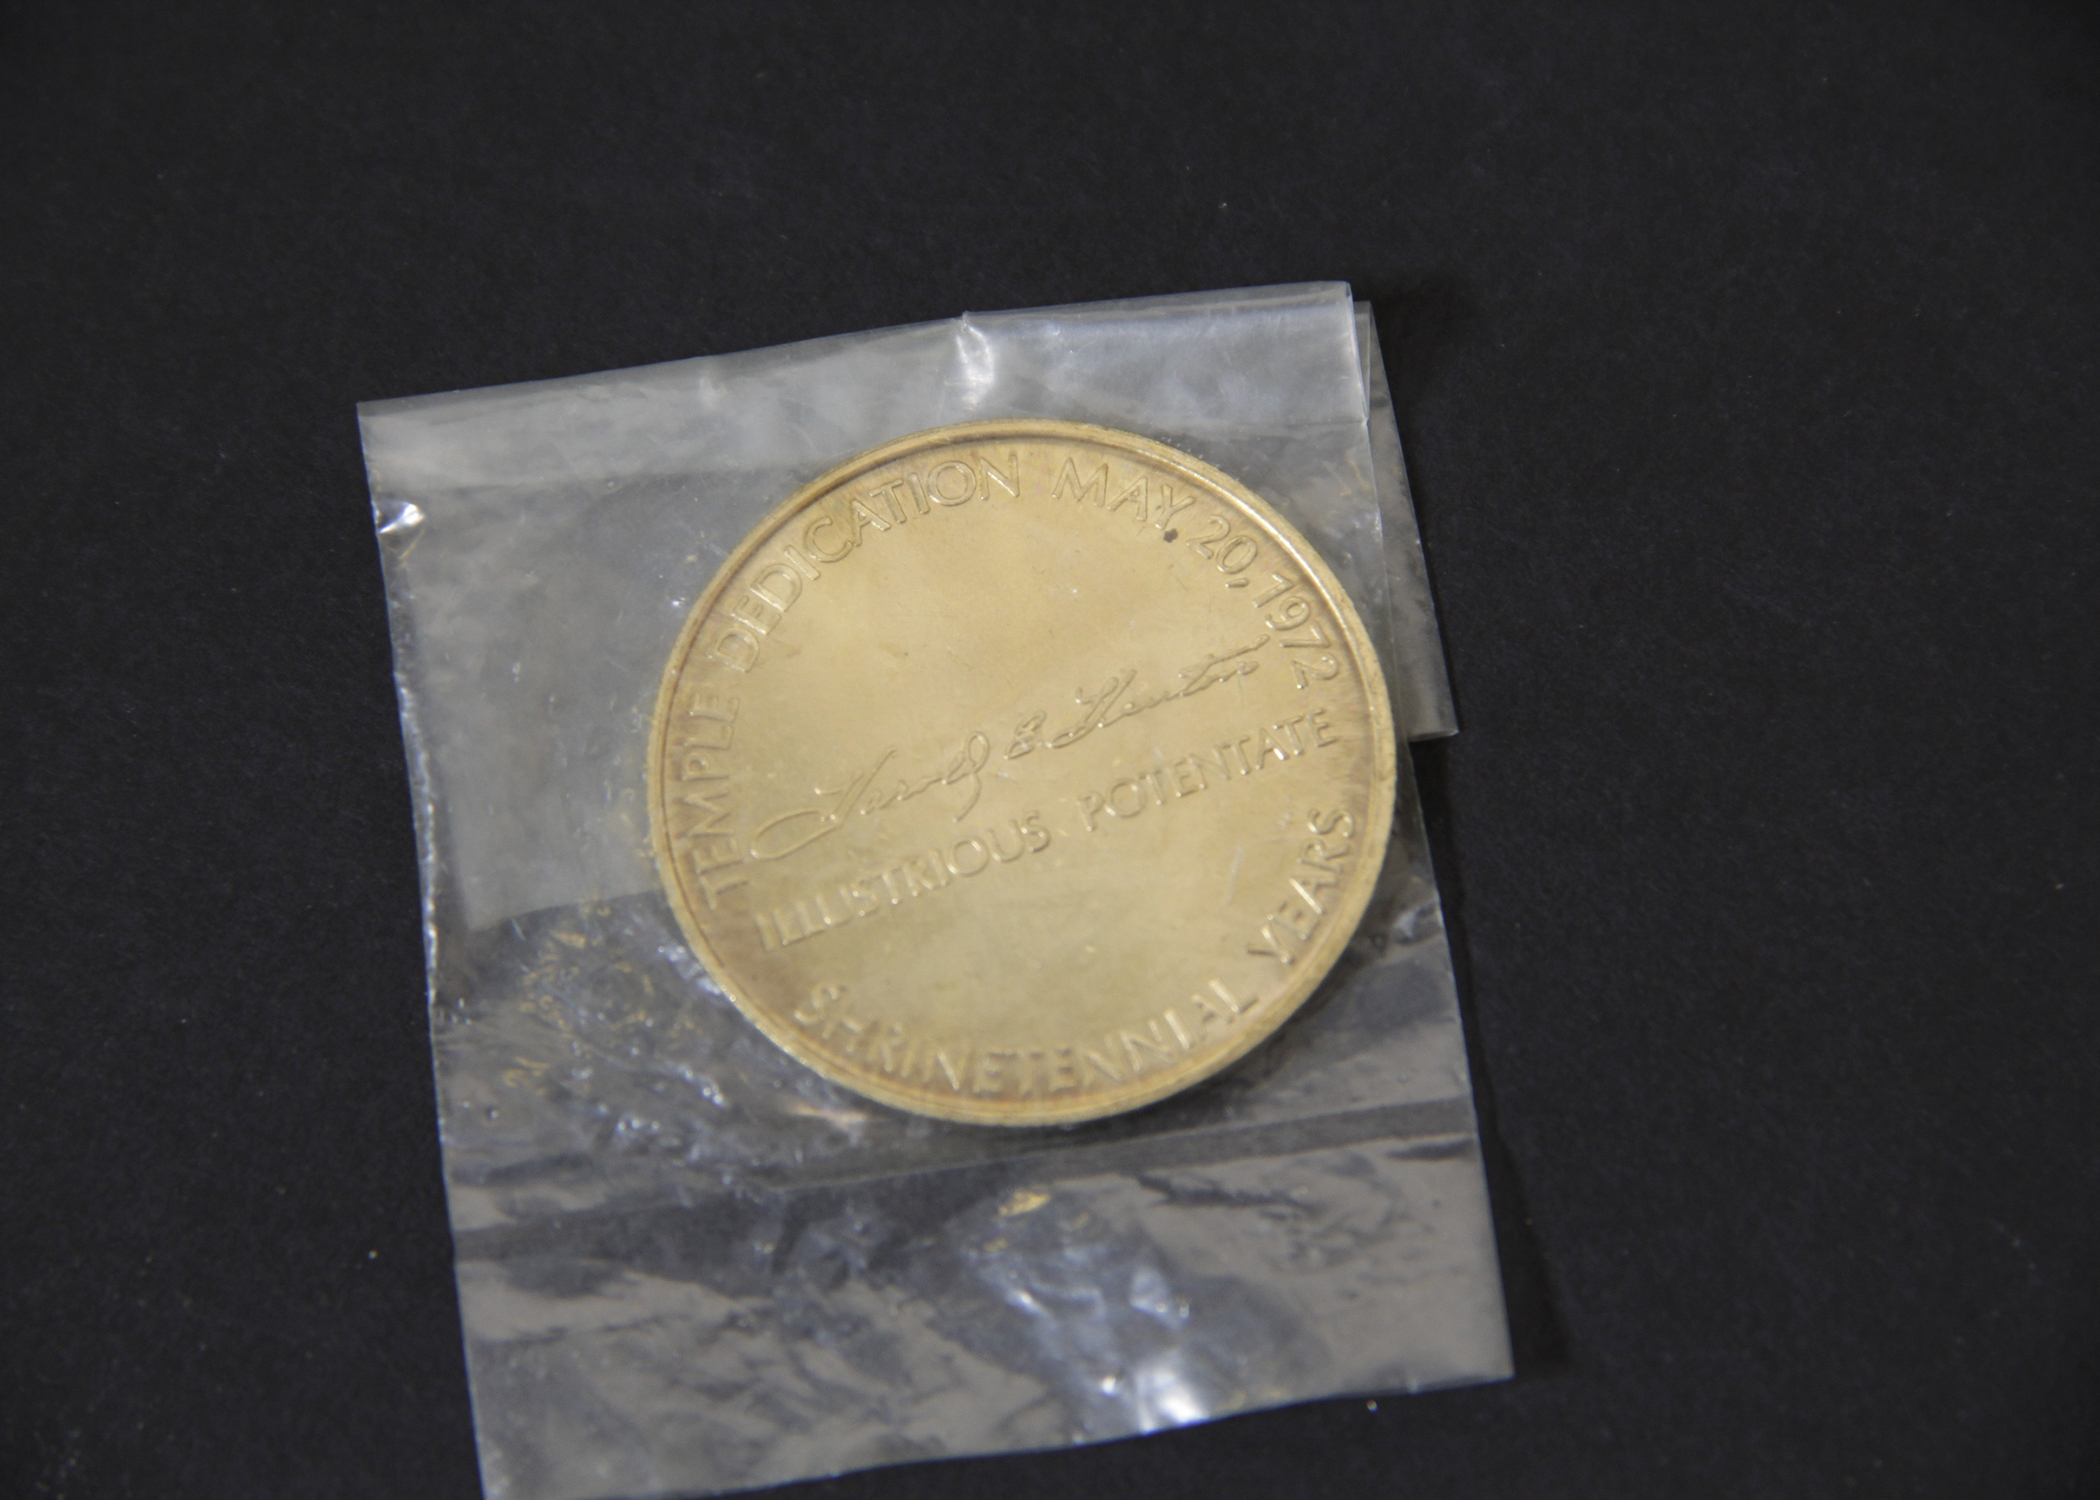 TEMPLE DEDICATION MAY 20, 1972
ILLUSTRIOUS POTENTATE
SHRINETENNIAL YEARS